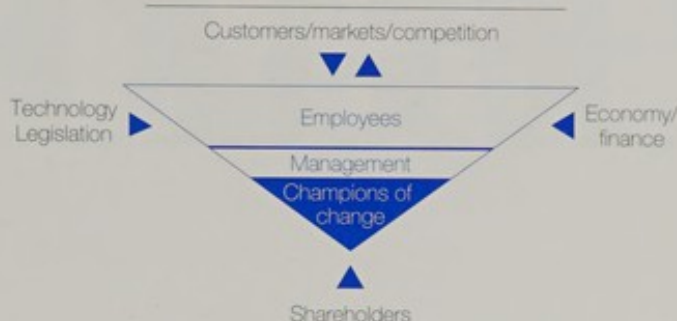 Customers/markets/competition
Technology
Legislation
Employees
Economy/
finance
Management
Champions of
change
Shareholders